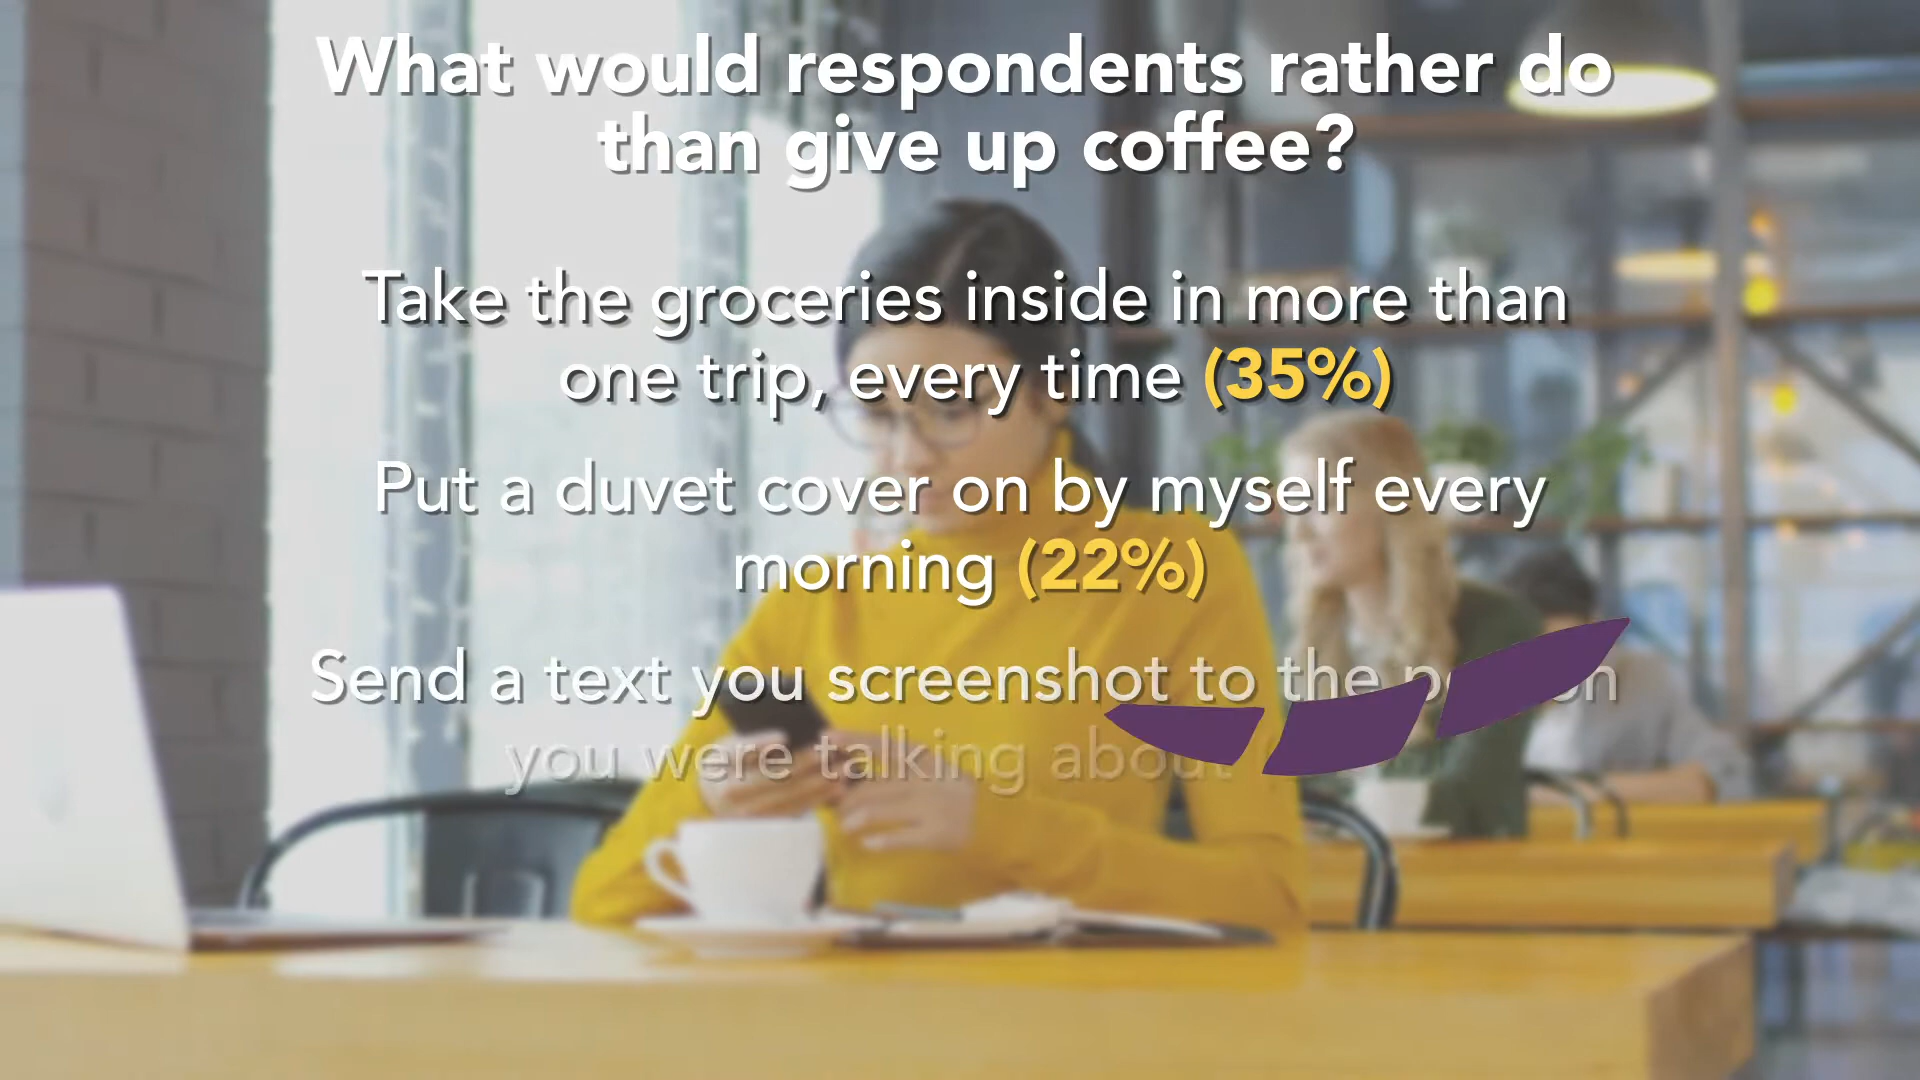 What would respondents rather do
than give up coffee?
Take the groceries inside in more than
one trip, every time (35%)
Put a duvet cover on by myself every
morning (22%)
Send a text you screenshot to the
you were talking about